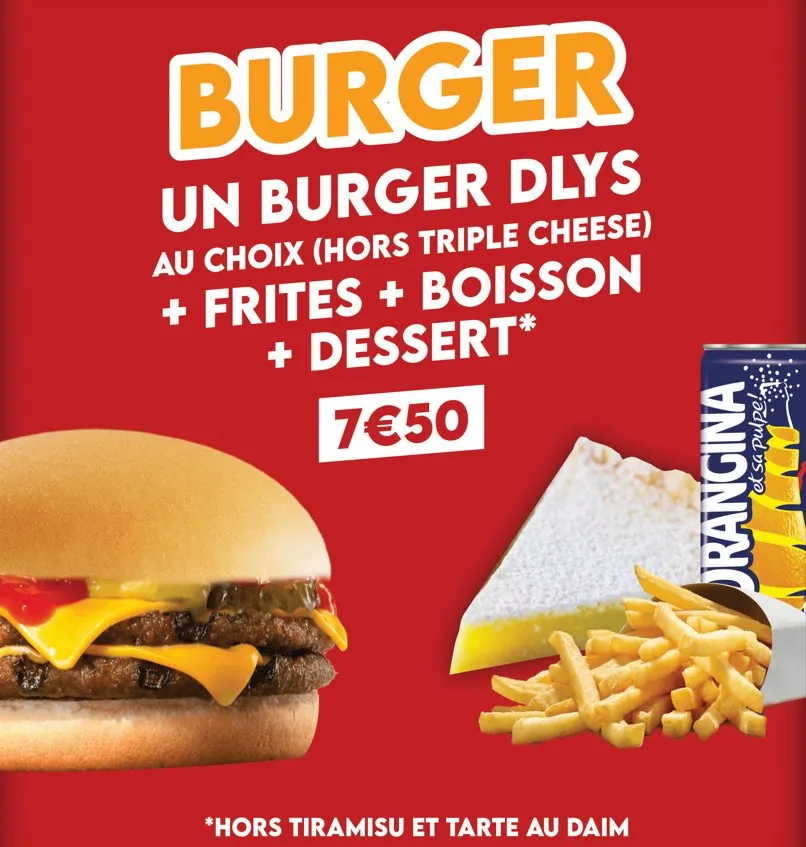 BURGER
UN BURGER DLYS
AU CHOIX (HORS TRIPLE CHEESE)
+ FRITES + BOISSON
+ DESSERT*
7€50
ORANGINA
et sa pulpe!
*HORS TIRAMISU ET TARTE AU DAIM